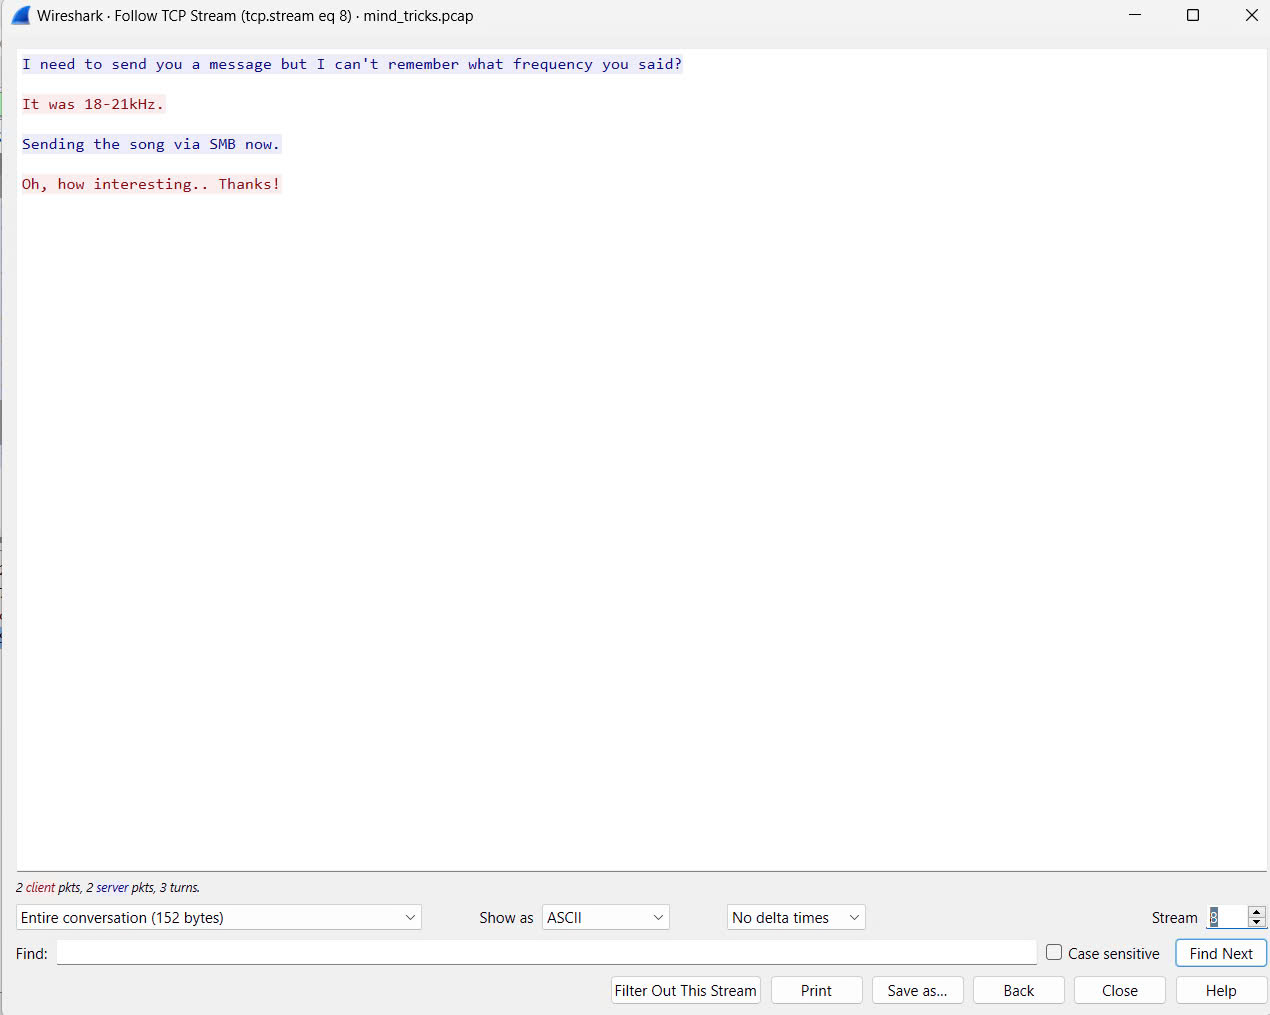 Wireshark · Follow TCP Stream (tcp.stream eq 8) · mind_tricks.pcap
I need to send you a message but I can't remember what frequency you said?
It was 18-21kHz.
Sending the song via SMB now.
Oh, how interesting.. Thanks!
2 client pkts, 2 server pkts, 3 turns.
Entire conversation (152 bytes) Show as ASCII No delta times Stream 8
Find: Case sensitive Find Next
Filter Out This Stream Print Save as... Back Close Help